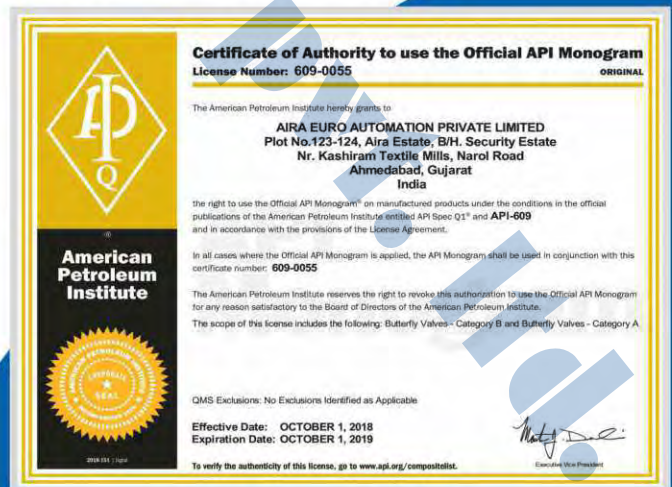 Certificate of Authority to use the Official API Monogram
License Number: 609-0055
ORIGINAL
The American Petroleum Institute hereby grants to
AIRA EURO AUTOMATION PRIVATE LIMITED
Plot No.123-124, Aira Estate, B/H. Security Estate
Nr. Kashiram Textile Mills, Narol Road
Ahmedabad, Gujarat
India
the right to use the Official API Monogram® on manufactured products under the conditions in the official
publications of the American Petroleum Institute entitled API Spec Q1® and API-609
and in accordance with the provisions of the License Agreement.
In all cases where the Official API Monogram is applied, the API Monogram shall be used in conjunction with this
certificate number: 609-0055
The American Petroleum Institute reserves the right to revoke this authorization to use the Official API Monogram
for any reason satisfactory to the Board of Directors of the American Petroleum Institute.
The scope of this license includes the following: Butterfly Valves - Category B and Butterfly Valves - Category A
QMS Exclusions: No Exclusions Identified as Applicable
Effective Date: OCTOBER 1, 2018
Expiration Date: OCTOBER 1, 2019
To verify the authenticity of this license, go to www.api.org/compositelist.
Executive Vice President
API
Q
®
American
Petroleum
Institute
AMERICAN PETROLEUM INSTITUTE
CORPORATE
SEAL
Pvt. ltd.